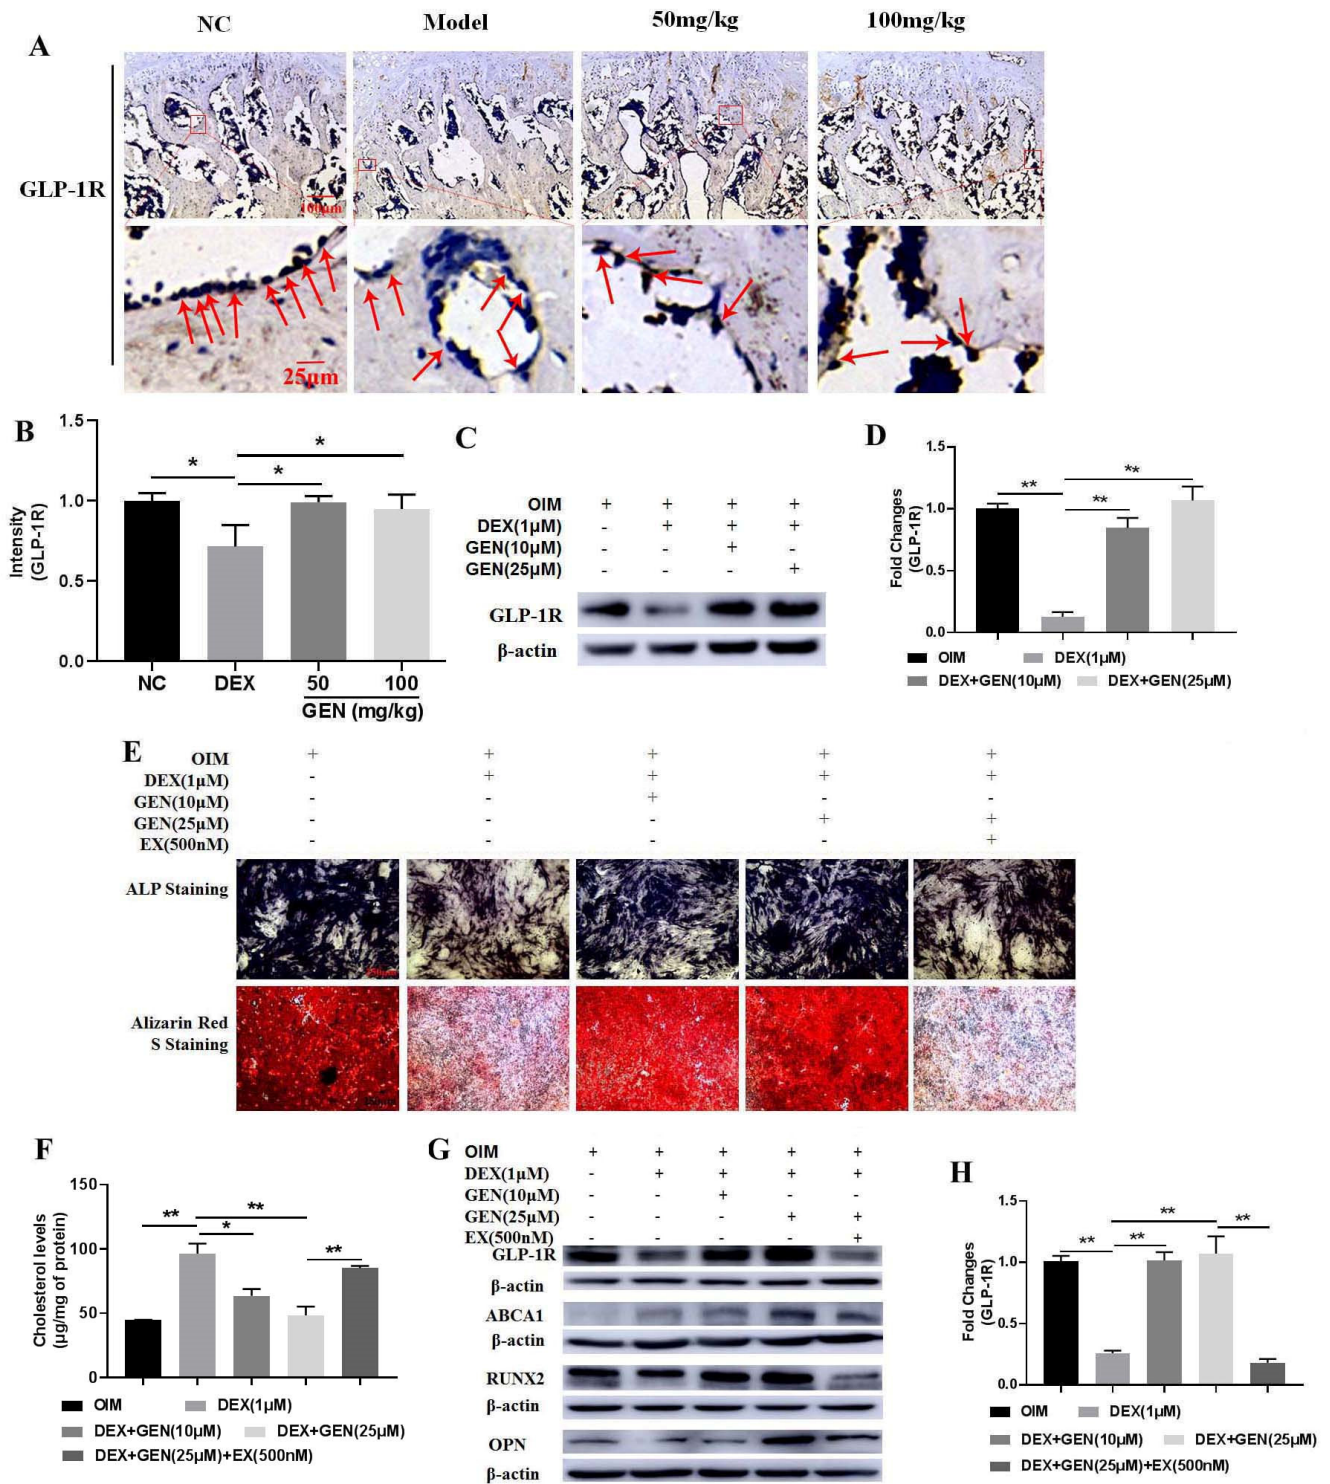 NC Model 50mg/kg 100mg/kg
A
GLP-1R
100μm
25μm
B
1.5
1.0
0.5
0.0
Intensity
(GLP-1R)
* * *
NC DEX 50 100
GEN (mg/kg)
C
OIM + + + +
DEX(1μM) - + + +
GEN(10μM) - - + -
GEN(25μM) - - - +
GLP-1R
β-actin
D
1.5
1.0
0.5
0.0
Fold Changes
(GLP-1R)
** ** **
OIM DEX(1μM)
DEX+GEN(10μM) DEX+GEN(25μM)
E
OIM + + + + +
DEX(1μM) - + + + +
GEN(10μM) - - + - -
GEN(25μM) - - - + +
EX(500nM) - - - - +
ALP Staining
250μm
Alizarin Red
S Staining
F
150
100
50
0
Cholesterol levels
(μg/mg of protein)
** * ** **
OIM DEX(1μM)
DEX+GEN(10μM) DEX+GEN(25μM)
DEX+GEN(25μM)+EX(500nM)
G
OIM + + + + +
DEX(1μM) - + + + +
GEN(10μM) - - + - -
GEN(25μM) - - - + +
EX(500nM) - - - - +
GLP-1R
β-actin
ABCA1
β-actin
RUNX2
β-actin
OPN
β-actin
H
1.5
1.0
0.5
0.0
Fold Changes
(GLP-1R)
** ** ** **
OIM DEX(1μM)
DEX+GEN(10μM) DEX+GEN(25μM)
DEX+GEN(25μM)+EX(500nM)